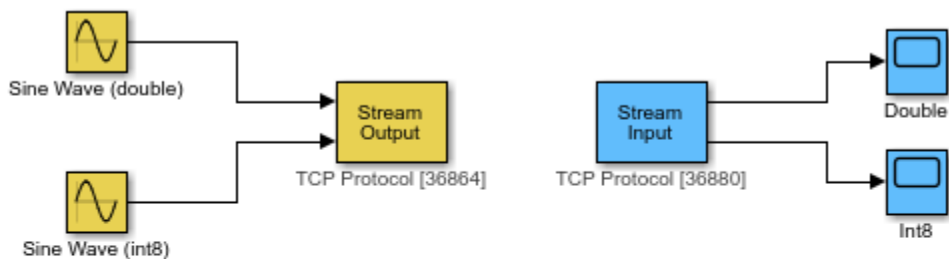 Sine Wave (double)
Stream
Output
TCP Protocol [36864]
Sine Wave (int8)
Stream
Input
TCP Protocol [36880]
Double
Int8